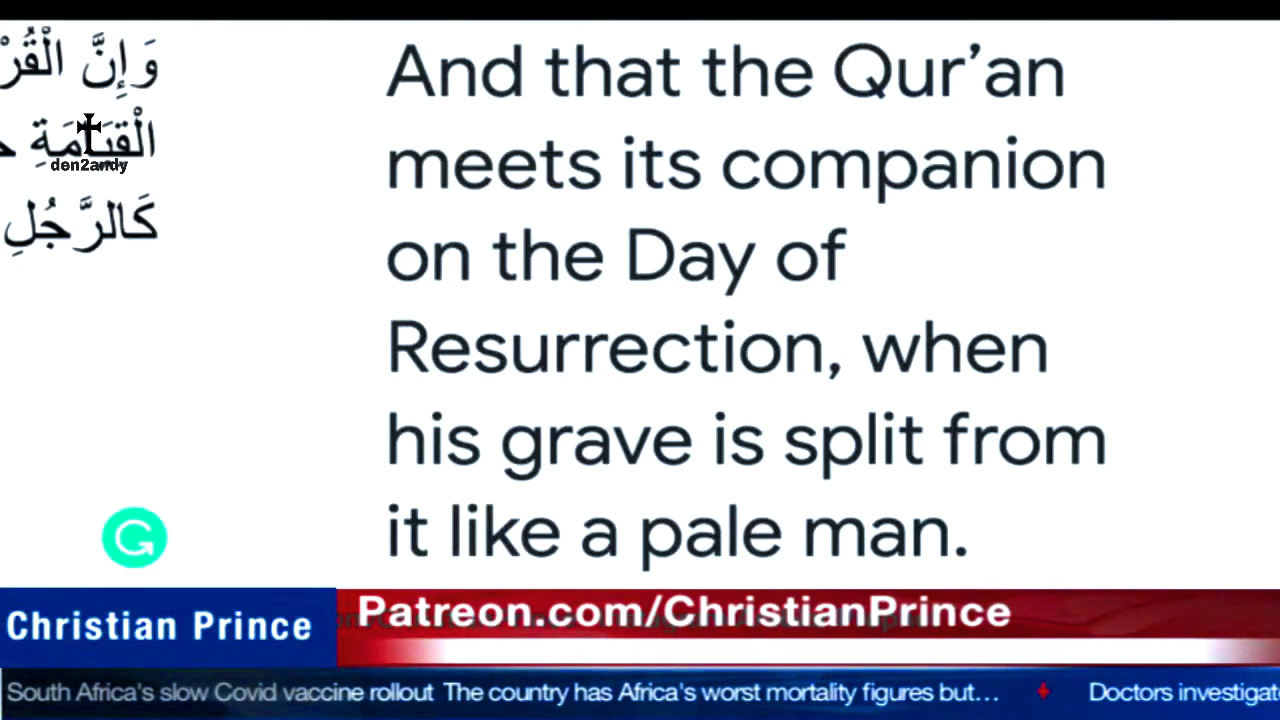 وَإِنَّ
الْقِيَامَةِ
كَالرَّجُلِ
den2andy
And that the Qur’an
meets its companion
on the Day of
Resurrection, when
his grave is split from
it like a pale man.
Christian Prince
Patreon.com/ChristianPrince
South Africa's slow Covid vaccine rollout The country has Africa's worst mortality figures but... Doctors